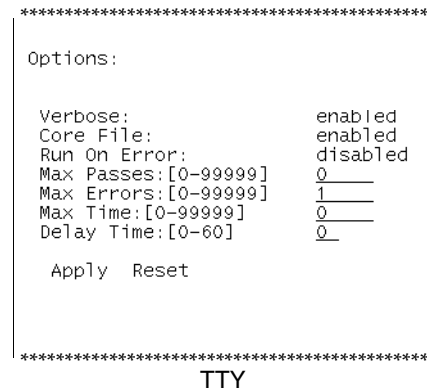 **********************************************
Options:
Verbose: enabled
Core File: enabled
Run On Error: disabled
Max Passes:[0-99999] 0
Max Errors:[0-99999] 1
Max Time:[0-99999] 0
Delay Time:[0-60] 0
Apply Reset
**********************************************
TTY